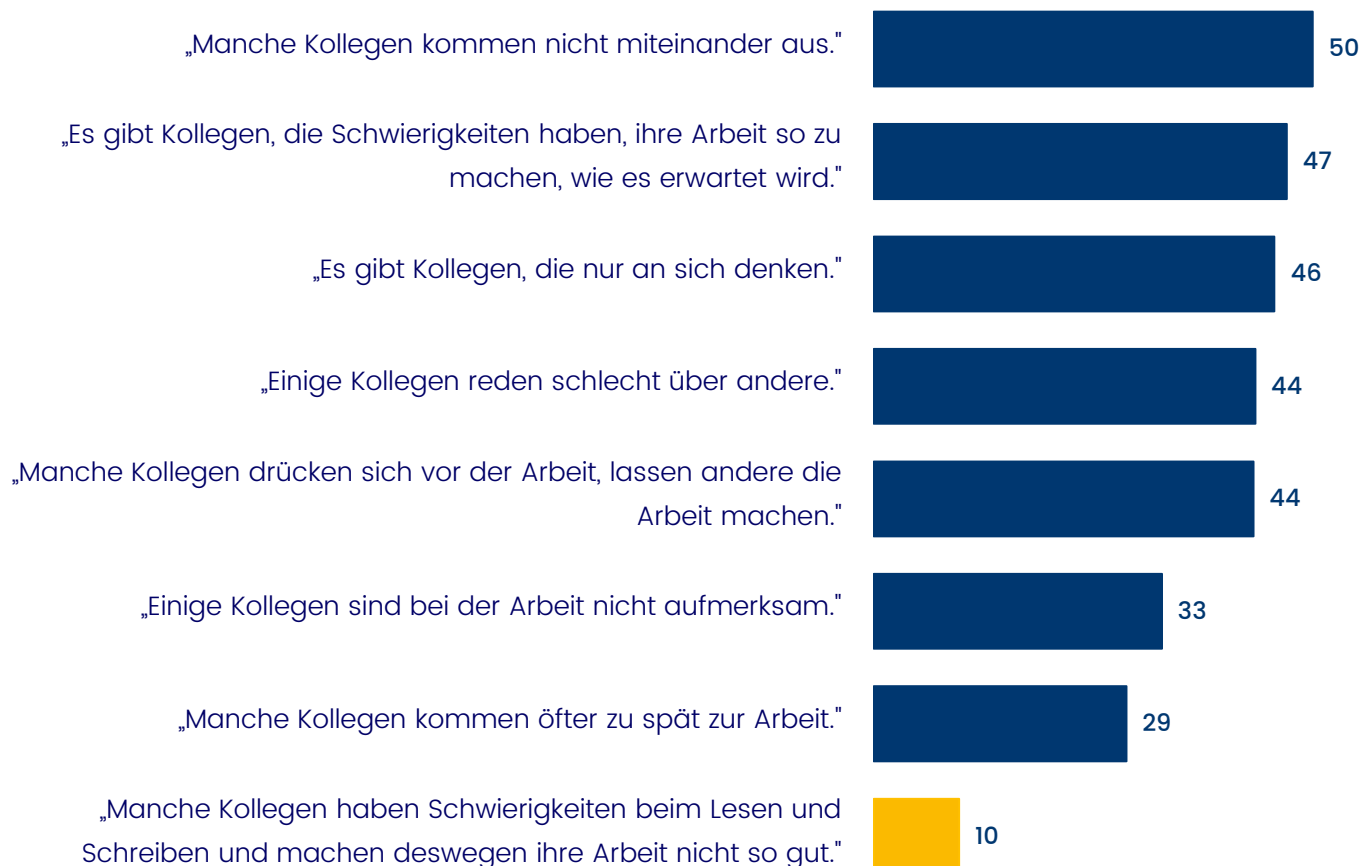 „Manche Kollegen kommen nicht miteinander aus."
50
„Es gibt Kollegen, die Schwierigkeiten haben, ihre Arbeit so zu
machen, wie es erwartet wird."
47
„Es gibt Kollegen, die nur an sich denken."
46
„Einige Kollegen reden schlecht über andere."
44
„Manche Kollegen drücken sich vor der Arbeit, lassen andere die
Arbeit machen."
44
„Einige Kollegen sind bei der Arbeit nicht aufmerksam."
33
„Manche Kollegen kommen öfter zu spät zur Arbeit."
29
„Manche Kollegen haben Schwierigkeiten beim Lesen und
Schreiben und machen deswegen ihre Arbeit nicht so gut."
10